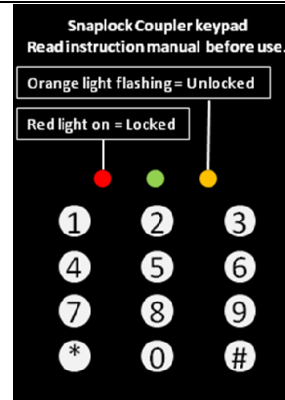 Snaplock Coupler keypad
Read instruction manual before use.
Orange light flashing = Unlocked
Red light on = Locked
1 2 3
4 5 6
7 8 9
* 0 #